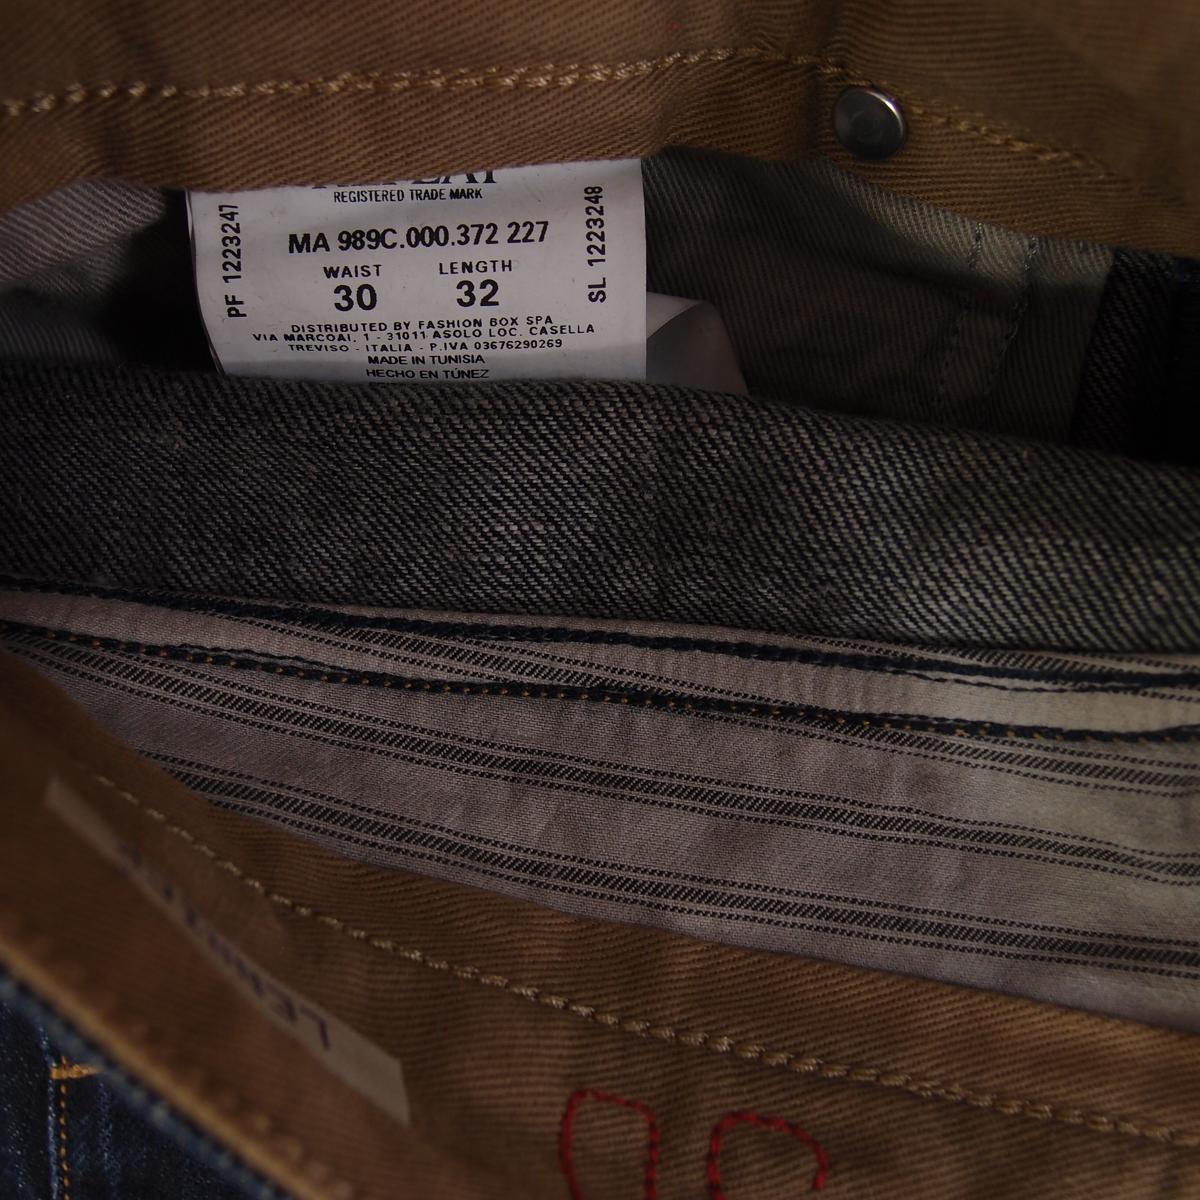 REGISTERED TRADE MARK
PF 1223247
MA 989C.000.372 227
SL 1223248
WAIST LENGTH
30 32
DISTRIBUTED BY FASHION BOX SPA
VIA MARCOAI, 1 - 31011 ASOLO LOC. CASELLA
TREVISO - ITALIA - P.IVA 03676290269
MADE IN TUNISIA
HECHO EN TÚNEZ